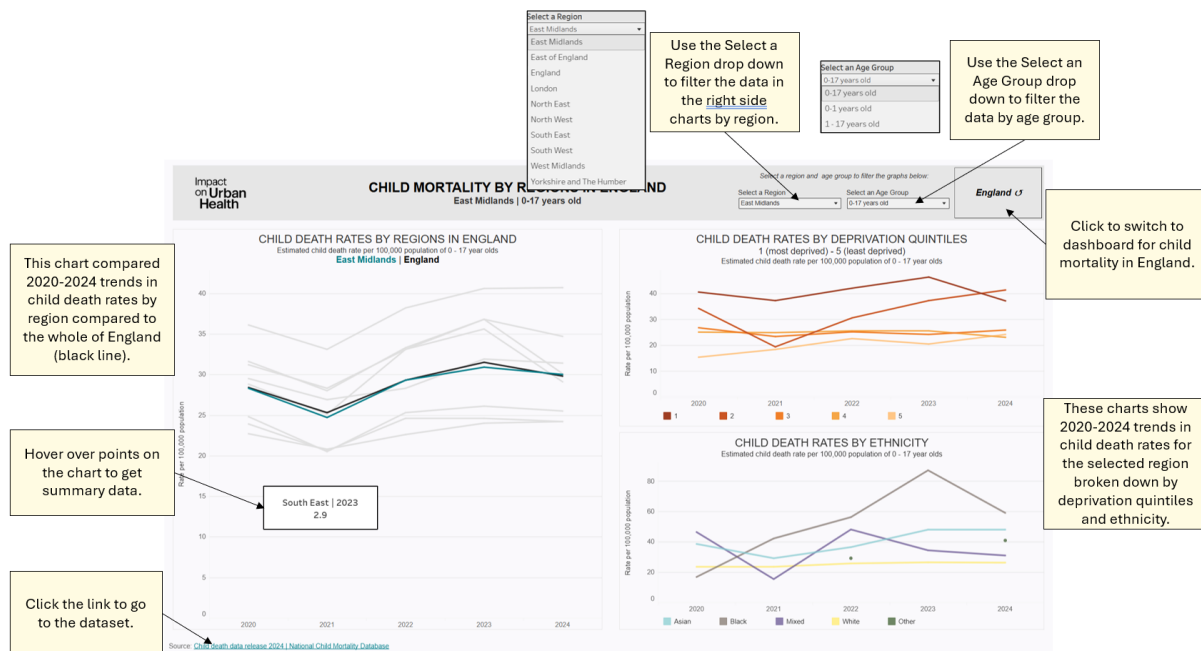 Select a Region
East Midlands
East Midlands
East of England
England
London
North East
North West
South East
South West
West Midlands
Yorkshire and The Humber
Use the Select a
Region drop down
to filter the data in
the right side
charts by region.
Select an Age Group
0-17 years old
0-17 years old
0-1 years old
1 - 17 years old
Use the Select an
Age Group drop
down to filter the
data by age group.
Impact
on Urban
Health
CHILD MORTALITY BY REGIONS IN ENGLAND
East Midlands | 0-17 years old
Select a region and age group to filter the graphs below:
Select a Region
East Midlands
Select an Age Group
0-17 years old
England ↺
Click to switch to
dashboard for child
mortality in England.
This chart compared
2020-2024 trends in
child death rates by
region compared to
the whole of England
(black line).
Hover over points on
the chart to get
summary data.
Click the link to go
to the dataset.
CHILD DEATH RATES BY REGIONS IN ENGLAND
Estimated child death rate per 100,000 population of 0 - 17 year olds
East Midlands | England
Rate per 100,000 population
40
35
30
25
20
15
10
5
0
South East | 2023
2.9
2020 2021 2022 2023 2024
Source: Child death data release 2024 | National Child Mortality Database
CHILD DEATH RATES BY DEPRIVATION QUINTILES
1 (most deprived) - 5 (least deprived)
Estimated child death rate per 100,000 population of 0 - 17 year olds
Rate per 100,000 population
40
30
20
10
0
2020 2021 2022 2023 2024
1 2 3 4 5
CHILD DEATH RATES BY ETHNICITY
Estimated child death rate per 100,000 population of 0 - 17 year olds
Rate per 100,000 population
80
60
40
20
0
2020 2021 2022 2023 2024
Asian Black Mixed White Other
These charts show
2020-2024 trends in
child death rates for
the selected region
broken down by
deprivation quintiles
and ethnicity.